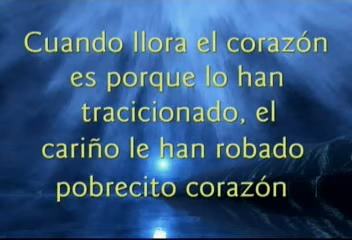 Cuando llora el corazón
es porque lo han
tracicionado, el
cariño le han robado
pobrecito corazón